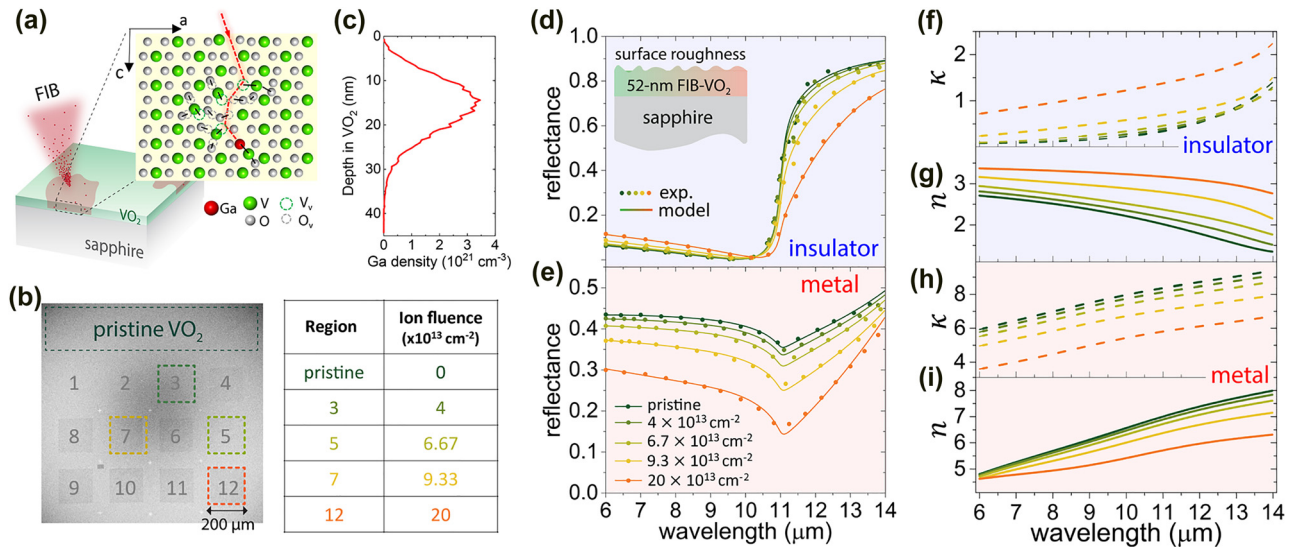 (a)
a
c
FIB
VO₂
sapphire
Ga
V
V_v
O
O_v
(b)
pristine VO₂
1 2 3 4
8 7 6 5
9 10 11 12
200 μm
Region Ion fluence
(x10¹³ cm⁻²)
pristine 0
3 4
5 6.67
7 9.33
12 20
(c)
0
10
20
30
40
Depth in VO₂ (nm)
0 1 2 3 4
Ga density (10²¹ cm⁻³)
(d)
surface roughness
52-nm FIB-VO₂
sapphire
1.0
0.8
0.6
0.4
0.2
reflectance
exp.
model
insulator
(e)
metal
0.5
0.4
0.3
0.2
0.1
0.0
reflectance
pristine
4 × 10¹³ cm⁻²
6.7 × 10¹³ cm⁻²
9.3 × 10¹³ cm⁻²
20 × 10¹³ cm⁻²
6 7 8 9 10 11 12 13 14
wavelength (μm)
(f)
2
1
κ
insulator
(g)
3
2
n
(h)
8
6
4
κ
metal
(i)
8
7
6
5
n
6 7 8 9 10 11 12 13 14
wavelength (μm)